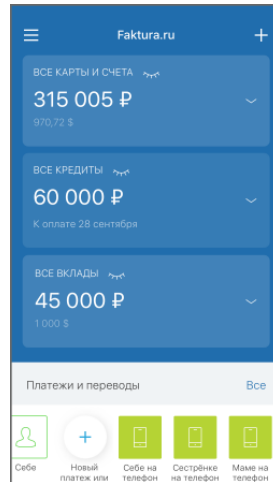 Faktura.ru
ВСЕ КАРТЫ И СЧЕТА
315 005 ₽
970,72 $
ВСЕ КРЕДИТЫ
60 000 ₽
К оплате 28 сентября
ВСЕ ВКЛАДЫ
45 000 ₽
1 000 $
Платежи и переводы Все
Себе Новый Себе на Сестрёнке Маме на
платеж или телефон на телефон телефон